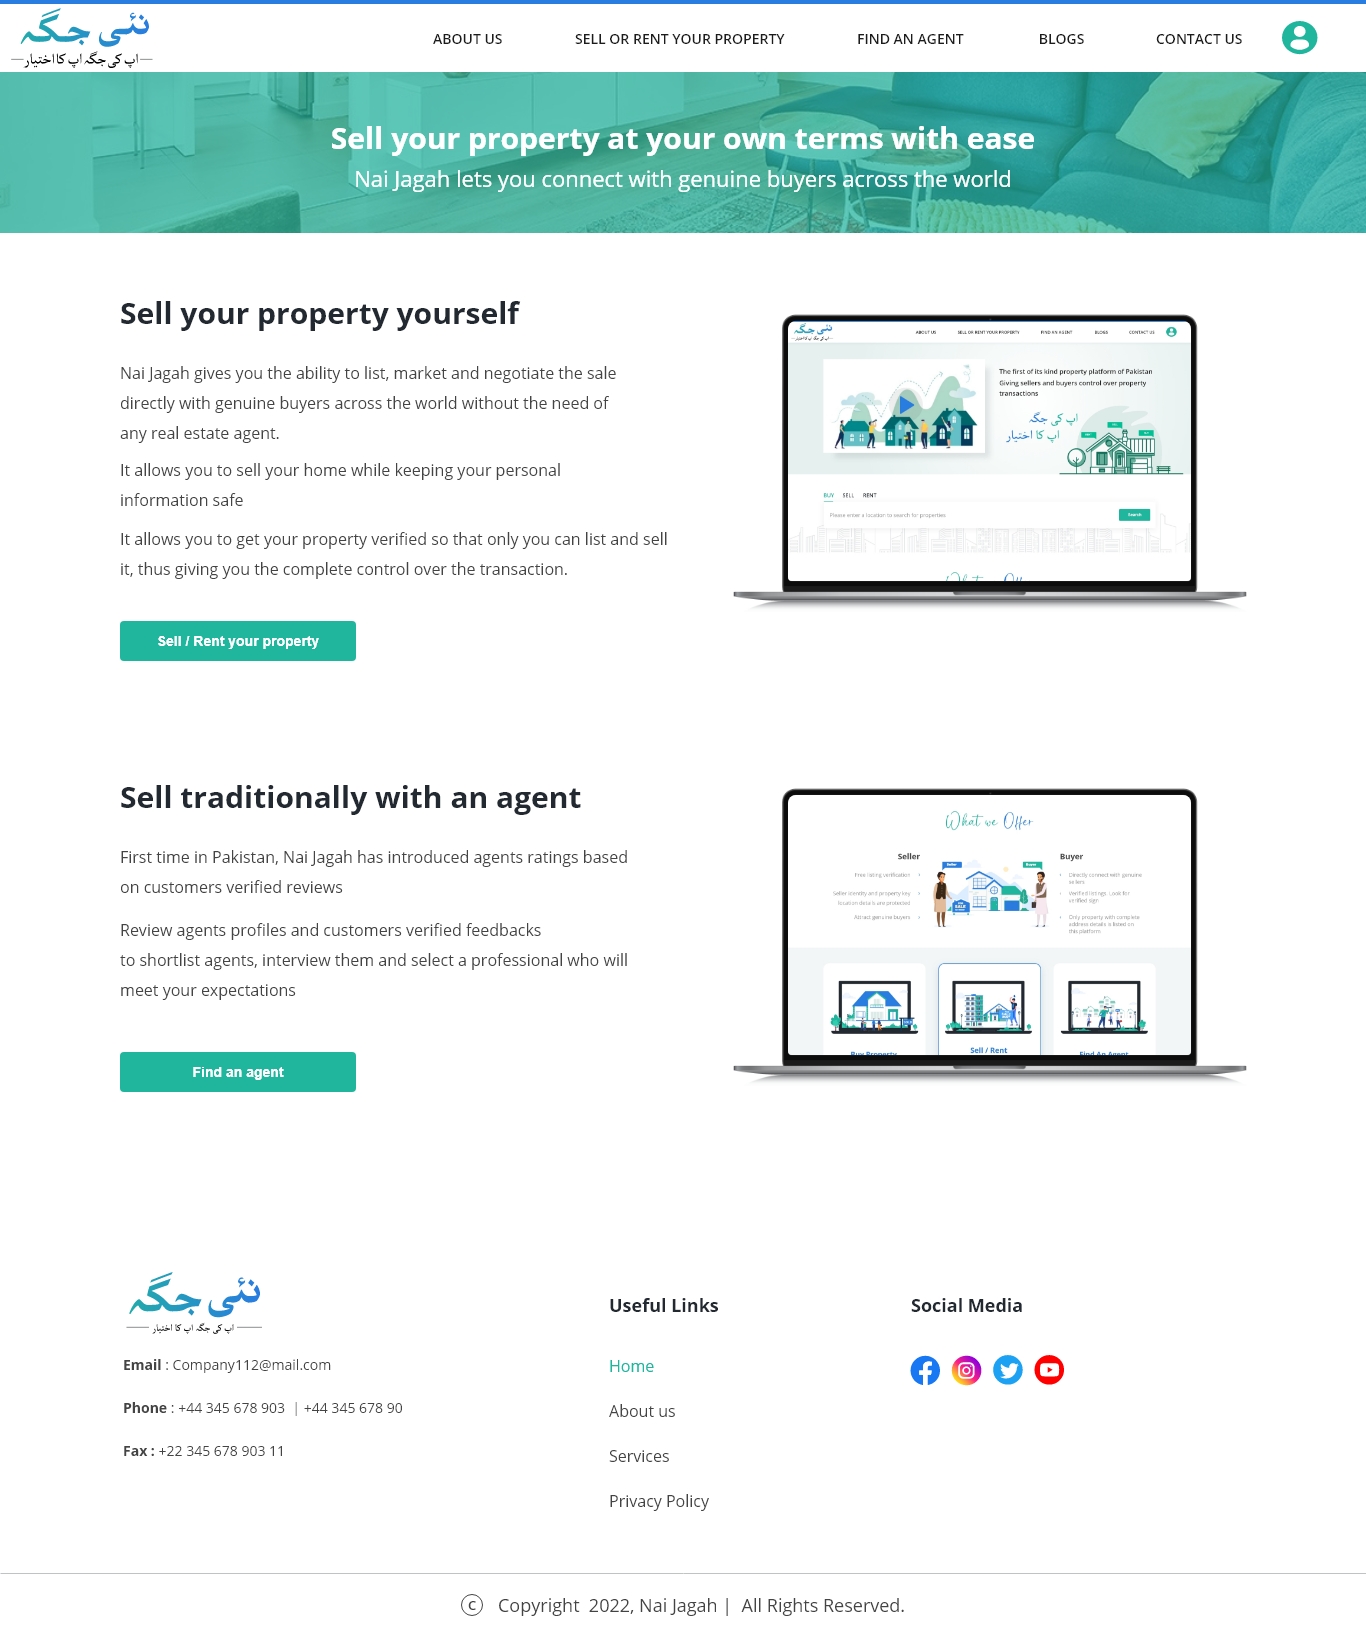 نئی جگہ
اپ کی جگہ اپ کا اختیار
ABOUT US
SELL OR RENT YOUR PROPERTY
FIND AN AGENT
BLOGS
CONTACT US
Sell your property at your own terms with ease
Nai Jagah lets you connect with genuine buyers across the world
Sell your property yourself
Nai Jagah gives you the ability to list, market and negotiate the sale
directly with genuine buyers across the world without the need of
any real estate agent.
It allows you to sell your home while keeping your personal
information safe
It allows you to get your property verified so that only you can list and sell
it, thus giving you the complete control over the transaction.
Sell / Rent your property
نئی جگہ
اپ کی جگہ اپ کا اختیار
ABOUT US
SELL OR RENT YOUR PROPERTY
FIND AN AGENT
BLOGS
CONTACT US
The first of its kind property platform of Pakistan
Giving sellers and buyers control over property
transactions
اپ کی جگہ
اپ کا اختیار
BUY SELL RENT
Please enter a location to search for properties
Search
What we Offer
Sell traditionally with an agent
First time in Pakistan, Nai Jagah has introduced agents ratings based
on customers verified reviews
Review agents profiles and customers verified feedbacks
to shortlist agents, interview them and select a professional who will
meet your expectations
Find an agent
What we Offer
Seller
Free listing verification
Seller identity and property key
location details are protected
Attract genuine buyers
Seller
Buyer
SALE
Buyer
Directly connect with genuine
sellers
Verified listings. Look for
verified sign
Only property with complete
address details is listed on
this platform
Buy Property
Sell / Rent
Find An Agent
نئی جگہ
اپ کی جگہ اپ کا اختیار
Email : Company112@mail.com
Phone : +44 345 678 903 | +44 345 678 90
Fax : +22 345 678 903 11
Useful Links
Home
About us
Services
Privacy Policy
Social Media
© Copyright 2022, Nai Jagah | All Rights Reserved.